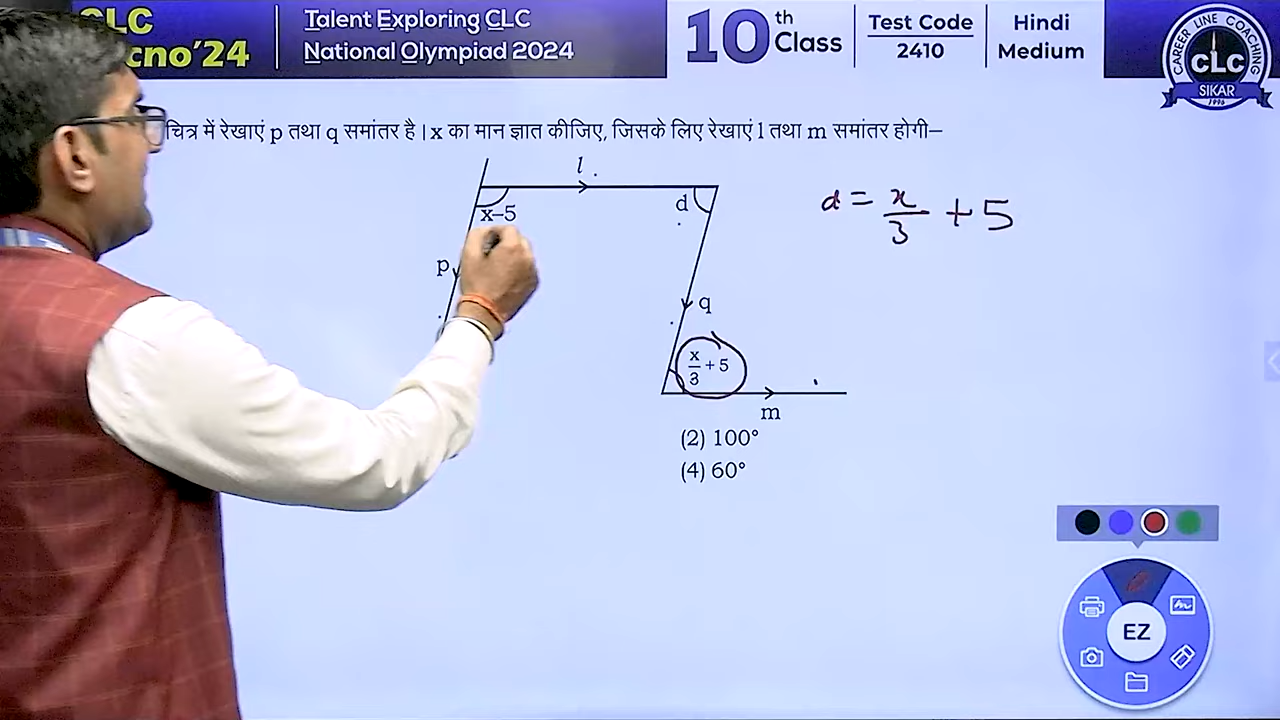 CLC
cno'24
Talent Exploring CLC
National Olympiad 2024
10th Class
Test Code
2410
Hindi
Medium
CAREER LINE COACHING
CLC
SIKAR
1996
चित्र में रेखाएं p तथा q समांतर है। x का मान ज्ञात कीजिए, जिसके लिए रेखाएं l तथा m समांतर होगी–
l
x–5
d
d = x/3 + 5
p
q
x/3 + 5
m
(2) 100°
(4) 60°
EZ